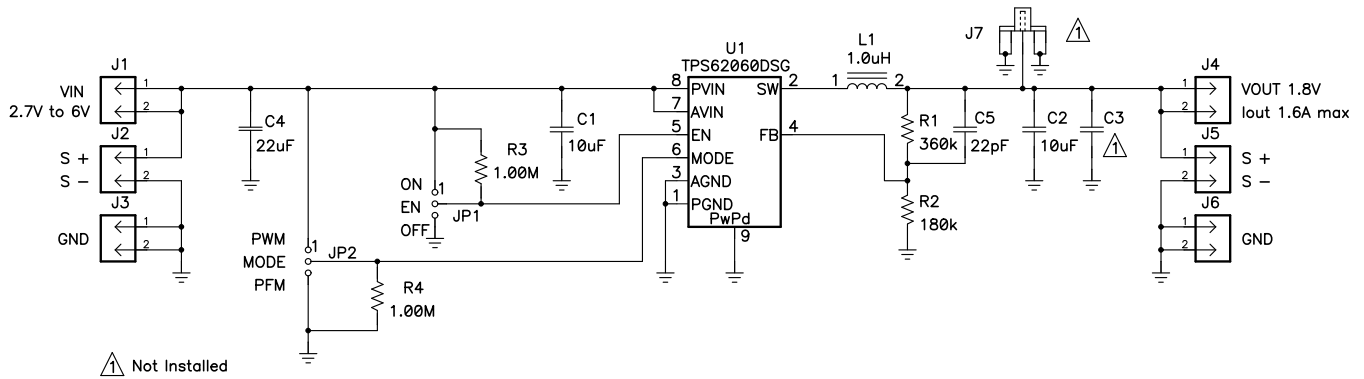 J1
VIN
2.7V to 6V
1
2
J2
S +
S -
1
2
J3
GND
1
2
C4
22uF
PWM
MODE
PFM
1
JP2
R4
1.00M
ON
EN
OFF
1
JP1
R3
1.00M
C1
10uF
U1
TPS62060DSG
8 PVIN
7 AVIN
5 EN
6 MODE
3 AGND
1 PGND
PwPd
9
SW 2
FB 4
L1
1.0uH
1 2
R1
360k
C5
22pF
R2
180k
J7
1
C2
10uF
C3
1
J4
1
2
VOUT 1.8V
Iout 1.6A max
J5
1
2
S +
S -
J6
1
2
GND
1 Not Installed